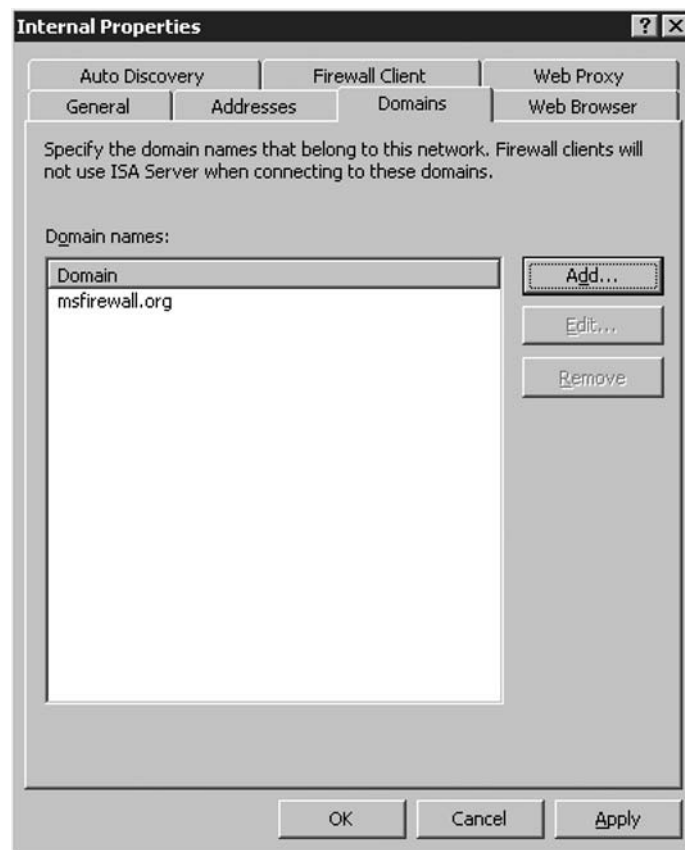 Internal Properties
Auto Discovery
Firewall Client
Web Proxy
General
Addresses
Domains
Web Browser
Specify the domain names that belong to this network. Firewall clients will
not use ISA Server when connecting to these domains.
Domain names:
Domain
msfirewall.org
Add...
Edit...
Remove
OK
Cancel
Apply